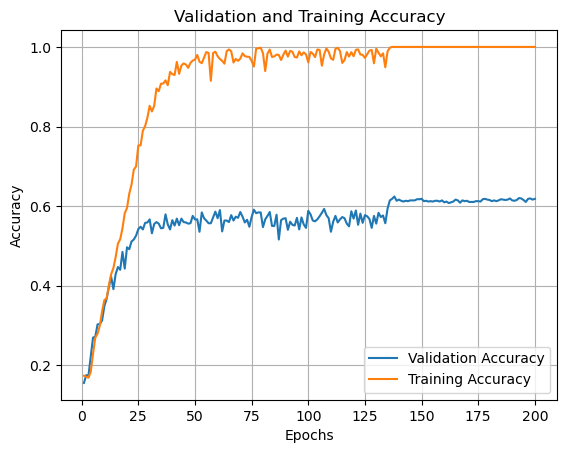 Validation and Training Accuracy
1.0
0.8
0.6
0.4
0.2
Accuracy
Validation Accuracy
Training Accuracy
0 25 50 75 100 125 150 175 200
Epochs